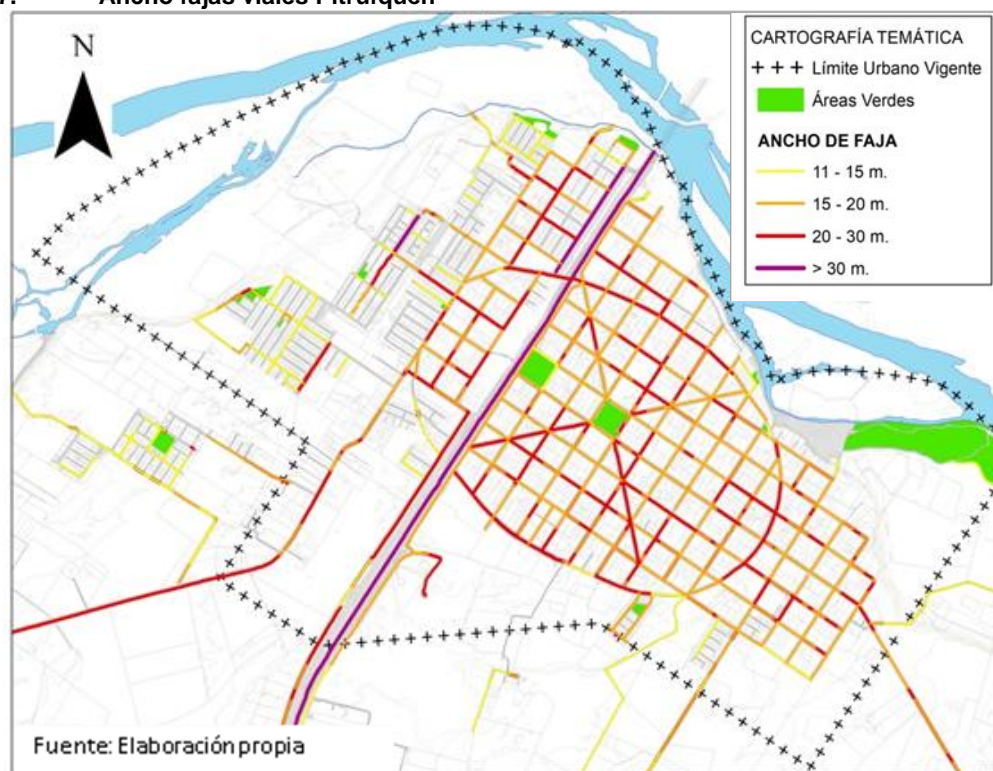 Ancho fajas viales Pitrufquén
N
CARTOGRAFÍA TEMÁTICA
+ + + Límite Urbano Vigente
Áreas Verdes
ANCHO DE FAJA
11 - 15 m.
15 - 20 m.
20 - 30 m.
> 30 m.
Fuente: Elaboración propia